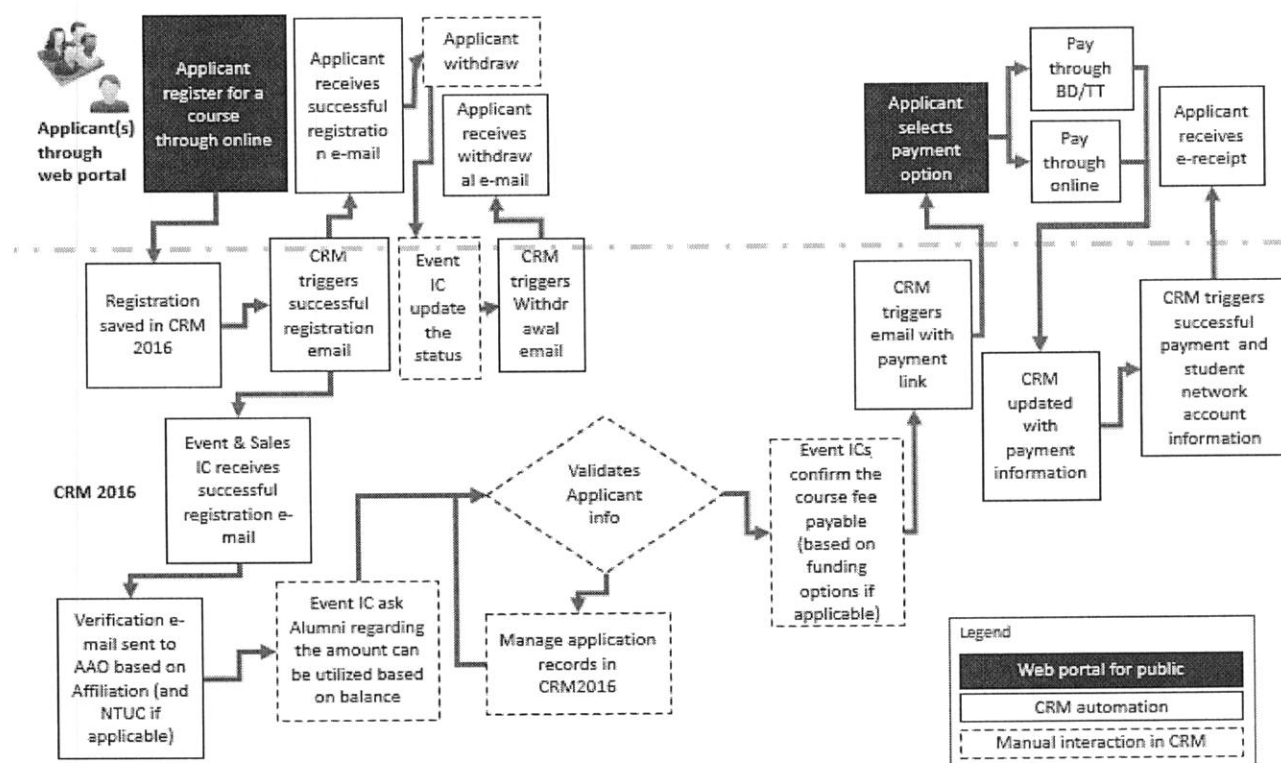 Applicant(s)
through
web portal
Applicant
register for a
course
through online
Applicant
receives
successful
registratio
n e-mail
Applicant
withdraw
Applicant
receives
withdraw
al e-mail
Applicant
selects
payment
option
Pay
through
BD/TT
Pay
through
online
Applicant
receives
e-receipt
Registration
saved in CRM
2016
CRM
triggers
successful
registration
email
Event
IC
update
the
status
CRM
triggers
Withdr
awal
email
CRM
triggers
email with
payment
link
CRM
updated
with
payment
information
CRM triggers
successful
payment and
student
network
account
information
CRM 2016
Event & Sales
IC receives
successful
registration e-
mail
Validates
Applicant
info
Event ICs
confirm the
course fee
payable
(based on
funding
options if
applicable)
Verification e-
mail sent to
AAO based on
Affiliation (and
NTUC if
applicable)
Event IC ask
Alumni regarding
the amount can
be utilized based
on balance
Manage application
records in
CRM2016
Legend
Web portal for public
CRM automation
Manual interaction in CRM